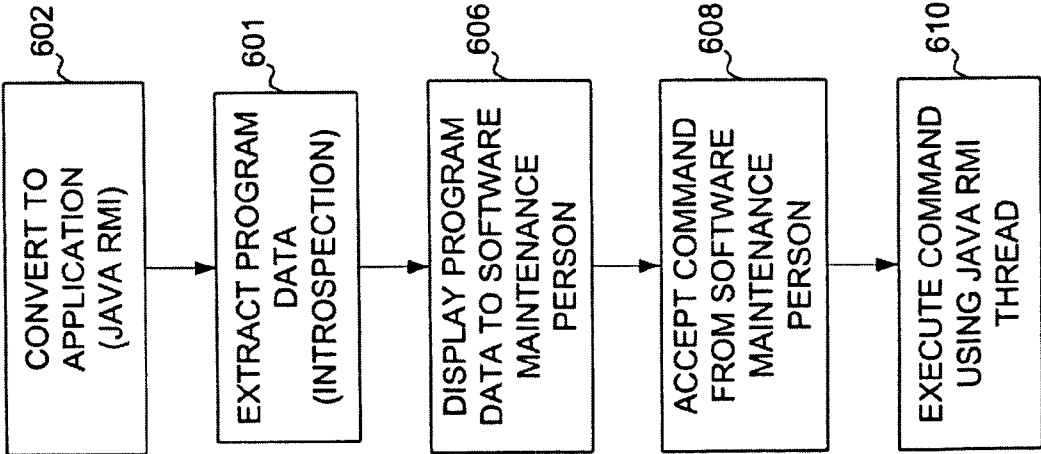 602
CONVERT TO
APPLICATION
(JAVA RMI)
601
EXTRACT PROGRAM
DATA
(INTROSPECTION)
606
DISPLAY PROGRAM
DATA TO SOFTWARE
MAINTENANCE
PERSON
608
ACCEPT COMMAND
FROM SOFTWARE
MAINTENANCE
PERSON
610
EXECUTE COMMAND
USING JAVA RMI
THREAD